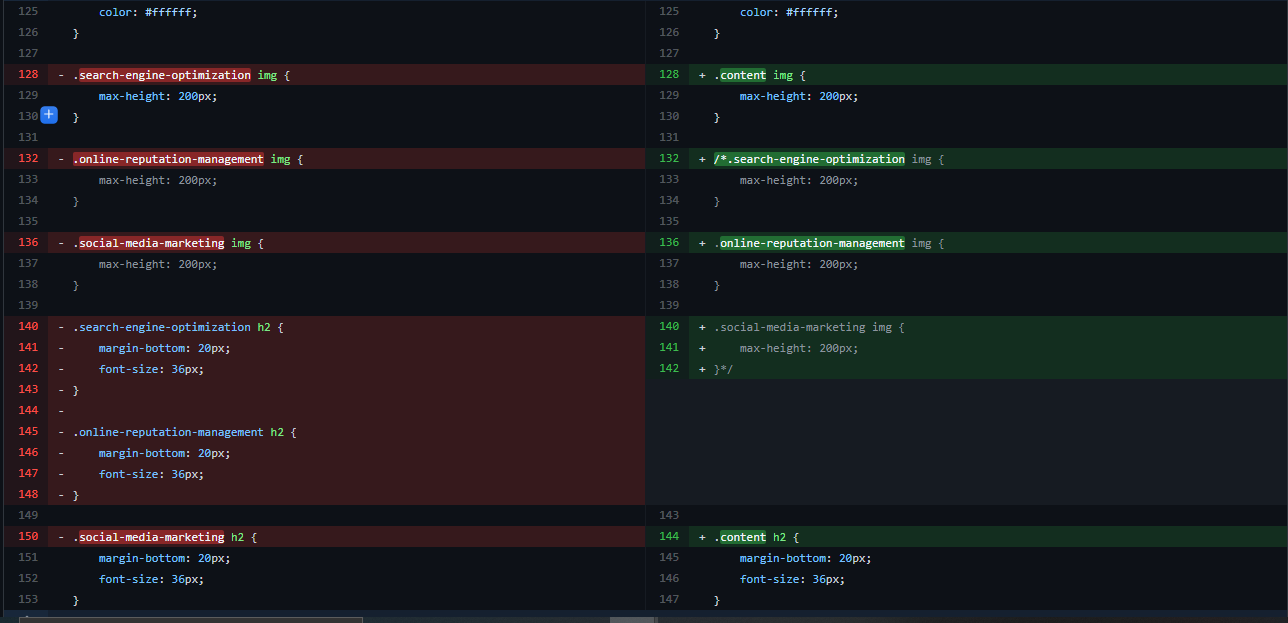 125 color: #ffffff;
126 }
127
128 - .search-engine-optimization img {
129 max-height: 200px;
130 }
131
132 - .online-reputation-management img {
133 max-height: 200px;
134 }
135
136 - .social-media-marketing img {
137 max-height: 200px;
138 }
139
140 - .search-engine-optimization h2 {
141 - margin-bottom: 20px;
142 - font-size: 36px;
143 - }
144 -
145 - .online-reputation-management h2 {
146 - margin-bottom: 20px;
147 - font-size: 36px;
148 - }
149
150 - .social-media-marketing h2 {
151 margin-bottom: 20px;
152 font-size: 36px;
153 }
125 color: #ffffff;
126 }
127
128 + .content img {
129 max-height: 200px;
130 }
131
132 + /*.search-engine-optimization img {
133 max-height: 200px;
134 }
135
136 + .online-reputation-management img {
137 max-height: 200px;
138 }
139
140 + .social-media-marketing img {
141 + max-height: 200px;
142 + }*/
143
144 + .content h2 {
145 margin-bottom: 20px;
146 font-size: 36px;
147 }